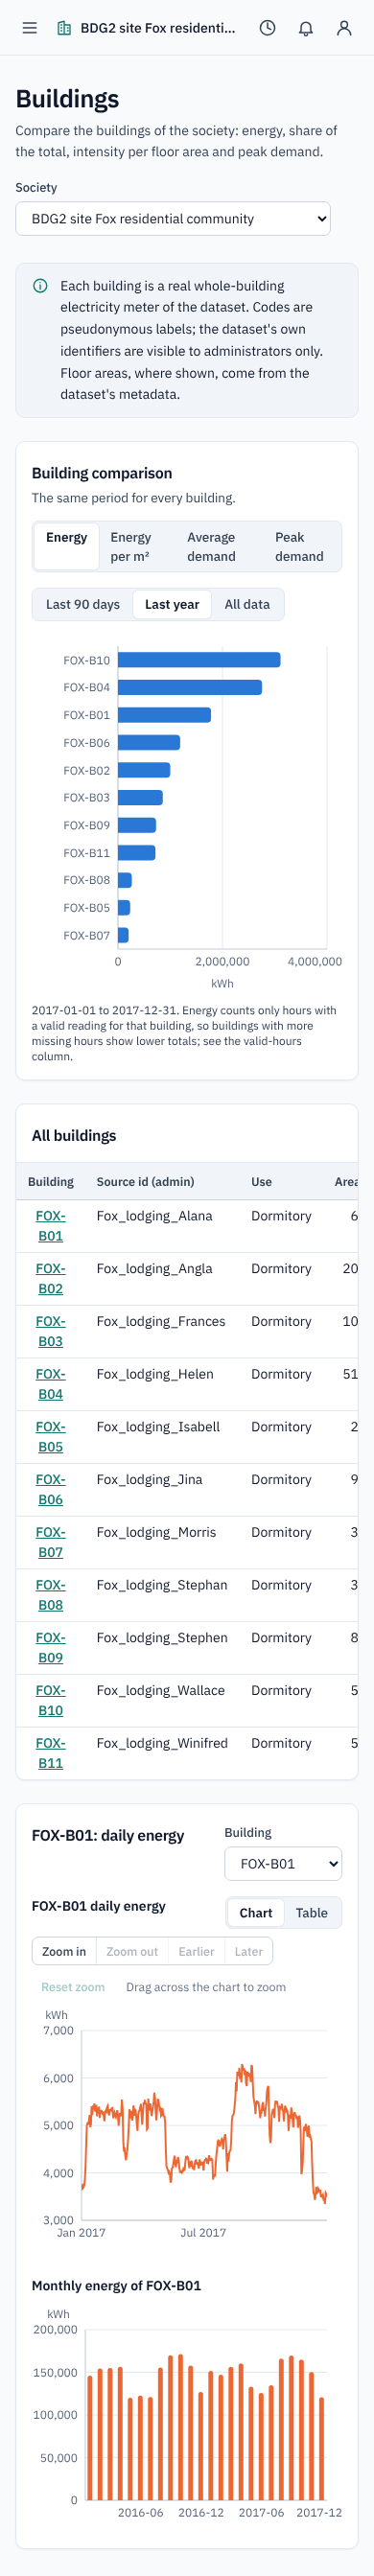 BDG2 site Fox residenti...
Buildings
Compare the buildings of the society: energy, share of
the total, intensity per floor area and peak demand.
Society
BDG2 site Fox residential community
Each building is a real whole-building
electricity meter of the dataset. Codes are
pseudonymous labels; the dataset's own
identifiers are visible to administrators only.
Floor areas, where shown, come from the
dataset's metadata.
Building comparison
The same period for every building.
Energy
Energy
per m²
Average
demand
Peak
demand
Last 90 days
Last year
All data
FOX-B10
FOX-B04
FOX-B01
FOX-B06
FOX-B02
FOX-B03
FOX-B09
FOX-B11
FOX-B08
FOX-B05
FOX-B07
0 2,000,000 4,000,000
kWh
2017-01-01 to 2017-12-31. Energy counts only hours with
a valid reading for that building, so buildings with more
missing hours show lower totals; see the valid-hours
column.
All buildings
Building Source id (admin) Use Area
FOX-
B01
Fox_lodging_Alana Dormitory 6
FOX-
B02
Fox_lodging_Angla Dormitory 20
FOX-
B03
Fox_lodging_Frances Dormitory 10
FOX-
B04
Fox_lodging_Helen Dormitory 51
FOX-
B05
Fox_lodging_Isabell Dormitory 2
FOX-
B06
Fox_lodging_Jina Dormitory 9
FOX-
B07
Fox_lodging_Morris Dormitory 3
FOX-
B08
Fox_lodging_Stephan Dormitory 3
FOX-
B09
Fox_lodging_Stephen Dormitory 8
FOX-
B10
Fox_lodging_Wallace Dormitory 5
FOX-
B11
Fox_lodging_Winifred Dormitory 5
FOX-B01: daily energy
Building
FOX-B01
FOX-B01 daily energy
Chart
Table
Zoom in
Zoom out
Earlier
Later
Reset zoom
Drag across the chart to zoom
kWh
7,000
6,000
5,000
4,000
3,000
Jan 2017 Jul 2017
Monthly energy of FOX-B01
kWh
200,000
150,000
100,000
50,000
0
2016-06 2016-12 2017-06 2017-12